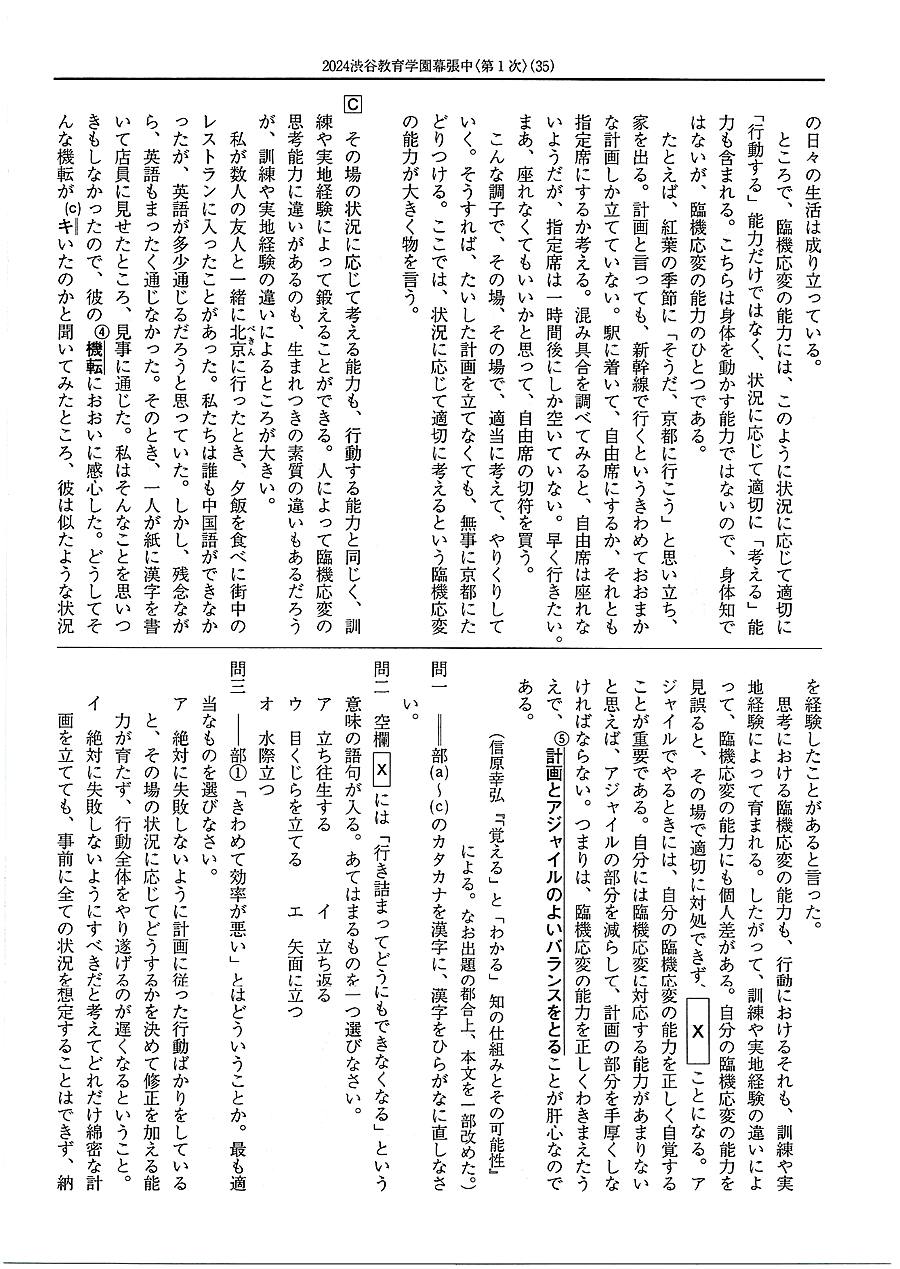 2024渋谷教育学園幕張中〈第1次〉(35)
の日々の生活は成り立っている。
ところで、臨機応変の能力には、このように状況に応じて適切に
「行動する」能力だけではなく、状況に応じて適切に「考える」能
力も含まれる。こちらは身体を動かす能力ではないので、身体知で
はないが、臨機応変の能力のひとつである。
たとえば、紅葉の季節に「そうだ、京都に行こう」と思い立ち、
家を出る。計画と言っても、新幹線で行くというきわめておおまか
な計画しか立てていない。駅に着いて、自由席にするか、それとも
指定席にするか考える。混み具合を調べてみると、自由席は座れな
いようだが、指定席は一時間後にしか空いていない。早く行きたい。
まあ、座れなくてもいいかと思って、自由席の切符を買う。
こんな調子で、その場、その場で、適当に考えて、やりくりして
いく。そうすれば、たいした計画を立てなくても、無事に京都にた
どりつける。ここでは、状況に応じて適切に考えるという臨機応変
の能力が大きく物を言う。
C その場の状況に応じて考える能力も、行動する能力と同じく、訓
練や実地経験によって鍛えることができる。人によって臨機応変の
思考能力に違いがあるのも、生まれつきの素質の違いもあるだろう
が、訓練や実地経験の違いによるところが大きい。
私が数人の友人と一緒に北京に行ったとき、夕飯を食べに街中の
ぺきん
レストランに入ったことがあった。私たちは誰も中国語ができなか
ったが、英語が多少通じるだろうと思っていた。しかし、残念なが
ら、英語もまったく通じなかった。そのとき、一人が紙に漢字を書
いて店員に見せたところ、見事に通じた。私はそんなことを思いつ
きもしなかったので、彼の④機転におおいに感心した。どうしてそ
んな機転が(c)キいたのかと聞いてみたところ、彼は似たような状況
を経験したことがあると言った。
思考における臨機応変の能力も、行動におけるそれも、訓練や実
地経験によって育まれる。したがって、訓練や実地経験の違いによ
って、臨機応変の能力にも個人差がある。自分の臨機応変の能力を
見誤ると、その場で適切に対処できず、X ことになる。ア
ジャイルでやるときには、自分の臨機応変の能力を正しく自覚する
ことが重要である。自分には臨機応変に対応する能力があまりない
と思えば、アジャイルの部分を減らして、計画の部分を手厚くしな
ければならない。つまりは、臨機応変の能力を正しくわきまえたう
えで、⑤計画とアジャイルのよいバランスをとることが肝心なので
ある。
（信原幸弘『「覚える」と「わかる」知の仕組みとその可能性』
による。なお出題の都合上、本文を一部改めた。）
問一 ――部(a)～(c)のカタカナを漢字に、漢字をひらがなに直しなさ
い。
問二 空欄 X には「行き詰まってどうにもできなくなる」という
意味の語句が入る。あてはまるものを一つ選びなさい。
ア 立ち往生する イ 立ち返る
ウ 目くじらを立てる エ 矢面に立つ
オ 水際立つ
問三 ――部①「きわめて効率が悪い」とはどういうことか。最も適
当なものを選びなさい。
ア 絶対に失敗しないように計画に従った行動ばかりをしている
と、その場の状況に応じてどうするかを決めて修正を加える能
力が育たず、行動全体をやり遂げるのが遅くなるということ。
イ 絶対に失敗しないようにすべきだと考えてどれだけ綿密な計
画を立てても、事前に全ての状況を想定することはできず、納